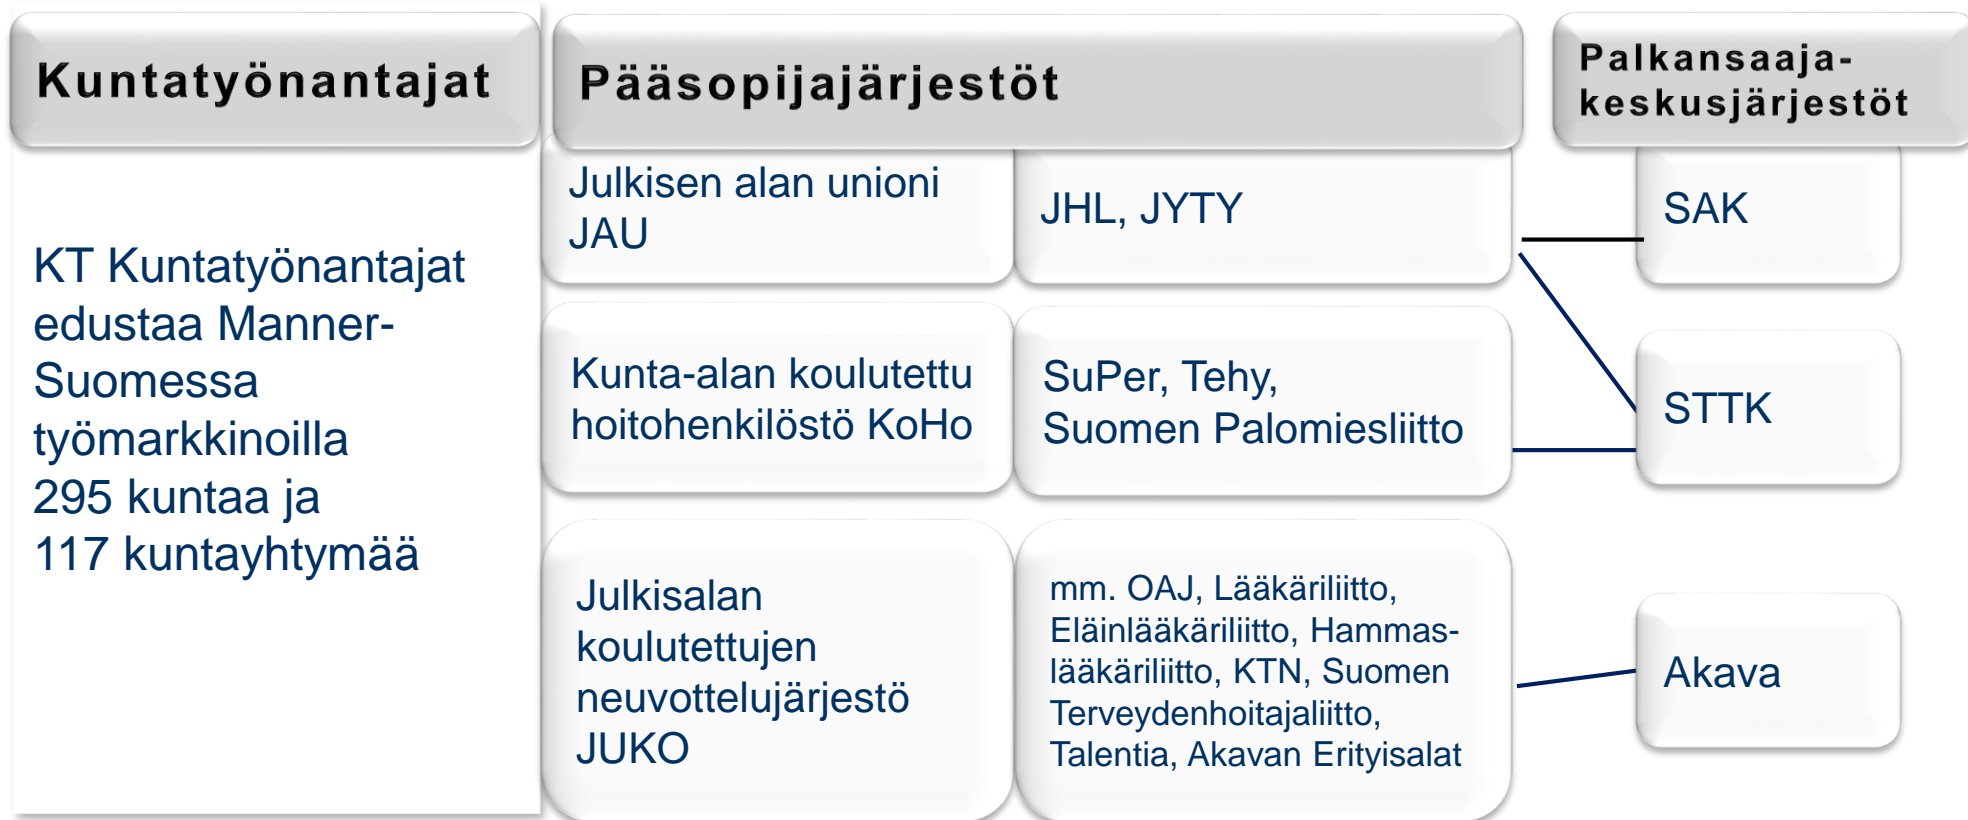 Kuntatyönantajat
KT Kuntatyönantajat
edustaa Manner-
Suomessa
työmarkkinoilla
295 kuntaa ja
117 kuntayhtymää
Pääsopijajärjestöt
Julkisen alan unioni
JAU
JHL, JYTY
Kunta-alan koulutettu
hoitohenkilöstö KoHo
SuPer, Tehy,
Suomen Palomiesliitto
Julkisalan
koulutettujen
neuvottelujärjestö
JUKO
mm. OAJ, Lääkäriliitto,
Eläinlääkäriliitto, Hammas-
lääkäriliitto, KTN, Suomen
Terveydenhoitajaliitto,
Talentia, Akavan Erityisalat
Palkansaaja-
keskusjärjestöt
SAK
STTK
Akava